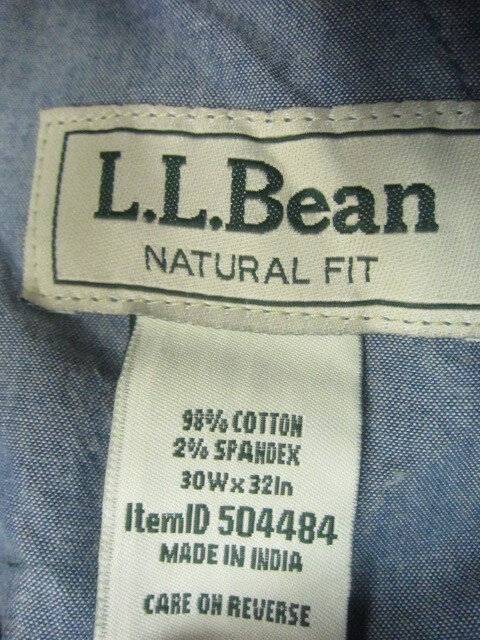 L.L.Bean
NATURAL FIT
98% COTTON
2% SPANDEX
30W x 32In
ItemID 504484
MADE IN INDIA
CARE ON REVERSE